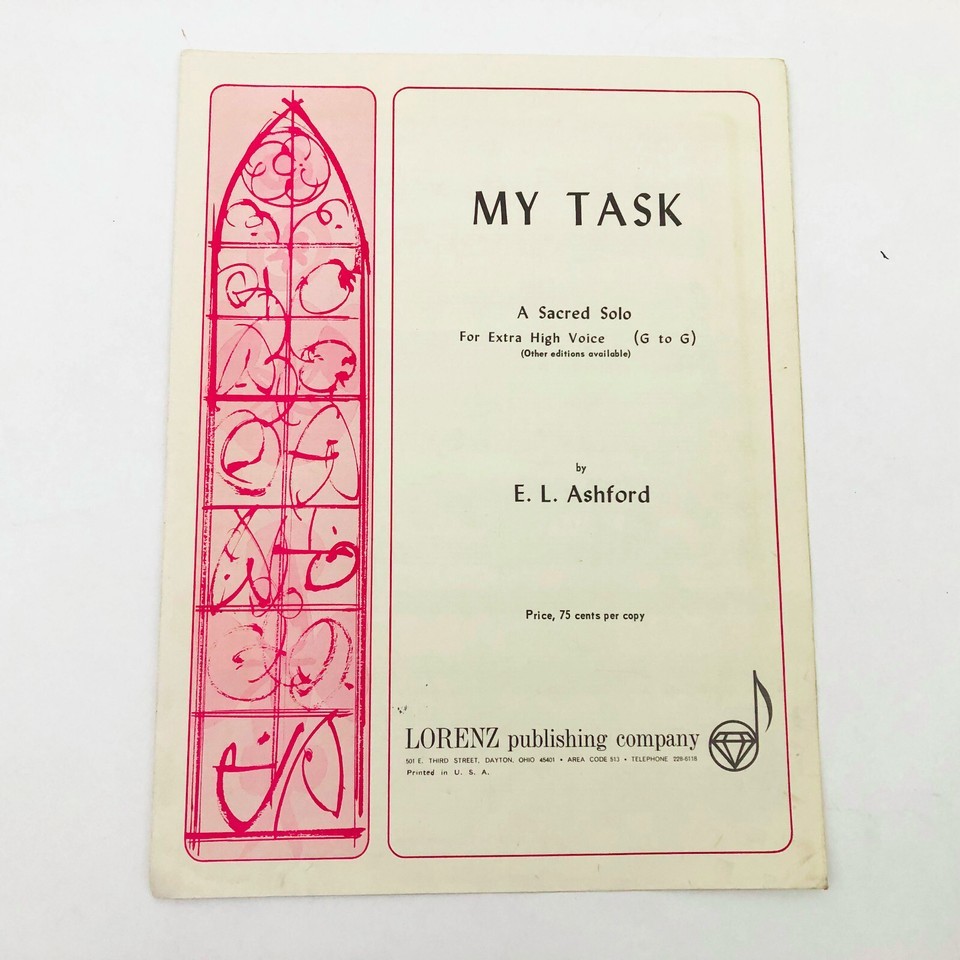 MY TASK
A Sacred Solo
For Extra High Voice (G to G)
(Other editions available)
by
E. L. Ashford
Price, 75 cents per copy
LORENZ publishing company
501 E. THIRD STREET, DAYTON, OHIO 45401 • AREA CODE 513 • TELEPHONE 228-6118
Printed in U. S. A.